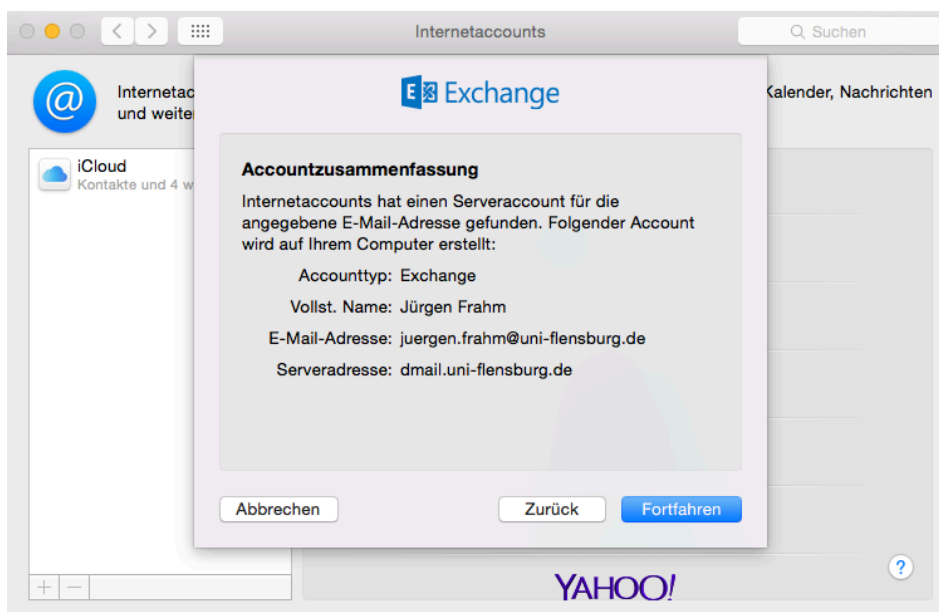 Internetaccounts
Suchen
Internetac
und weite
Kalender, Nachrichten
E Exchange
iCloud
Kontakte und 4 w
Accountzusammenfassung
Internetaccounts hat einen Serveraccount für die
angegebene E-Mail-Adresse gefunden. Folgender Account
wird auf Ihrem Computer erstellt:
Accounttyp: Exchange
Vollst. Name: Jürgen Frahm
E-Mail-Adresse: juergen.frahm@uni-flensburg.de
Serveradresse: dmail.uni-flensburg.de
Abbrechen
Zurück
Fortfahren
YAHOO!
?